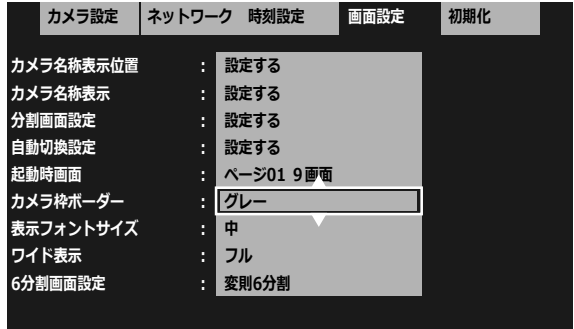 カメラ設定 ネットワーク 時刻設定 画面設定 初期化
カメラ名称表示位置 : 設定する
カメラ名称表示 : 設定する
分割画面設定 : 設定する
自動切換設定 : 設定する
起動時画面 : ページ01 9画面
カメラ枠ボーダー : グレー
表示フォントサイズ : 中
ワイド表示 : フル
6分割画面設定 : 変則6分割